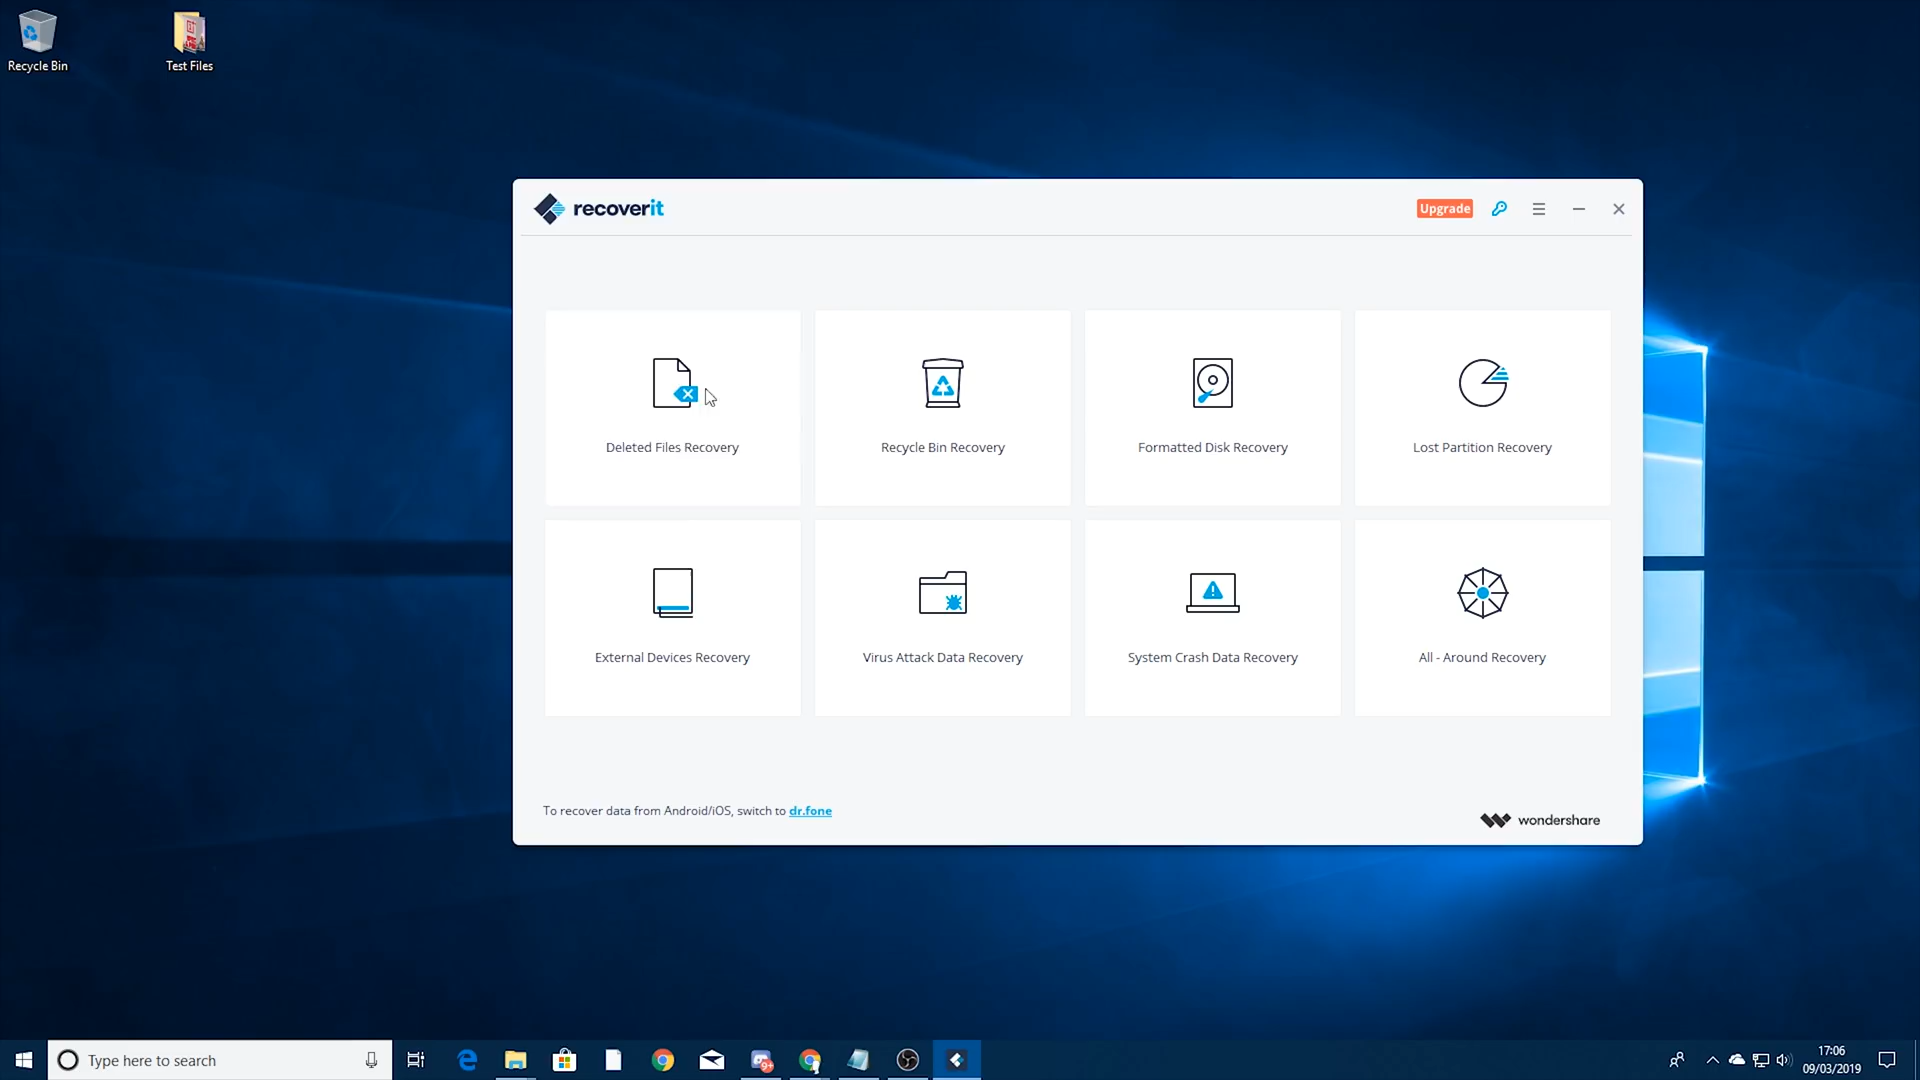 Recycle Bin
Test Files
recoverit
Upgrade
Deleted Files Recovery
Recycle Bin Recovery
Formatted Disk Recovery
Lost Partition Recovery
External Devices Recovery
Virus Attack Data Recovery
System Crash Data Recovery
All - Around Recovery
To recover data from Android/iOS, switch to dr.fone
wondershare
Type here to search
9+
17:06
09/03/2019